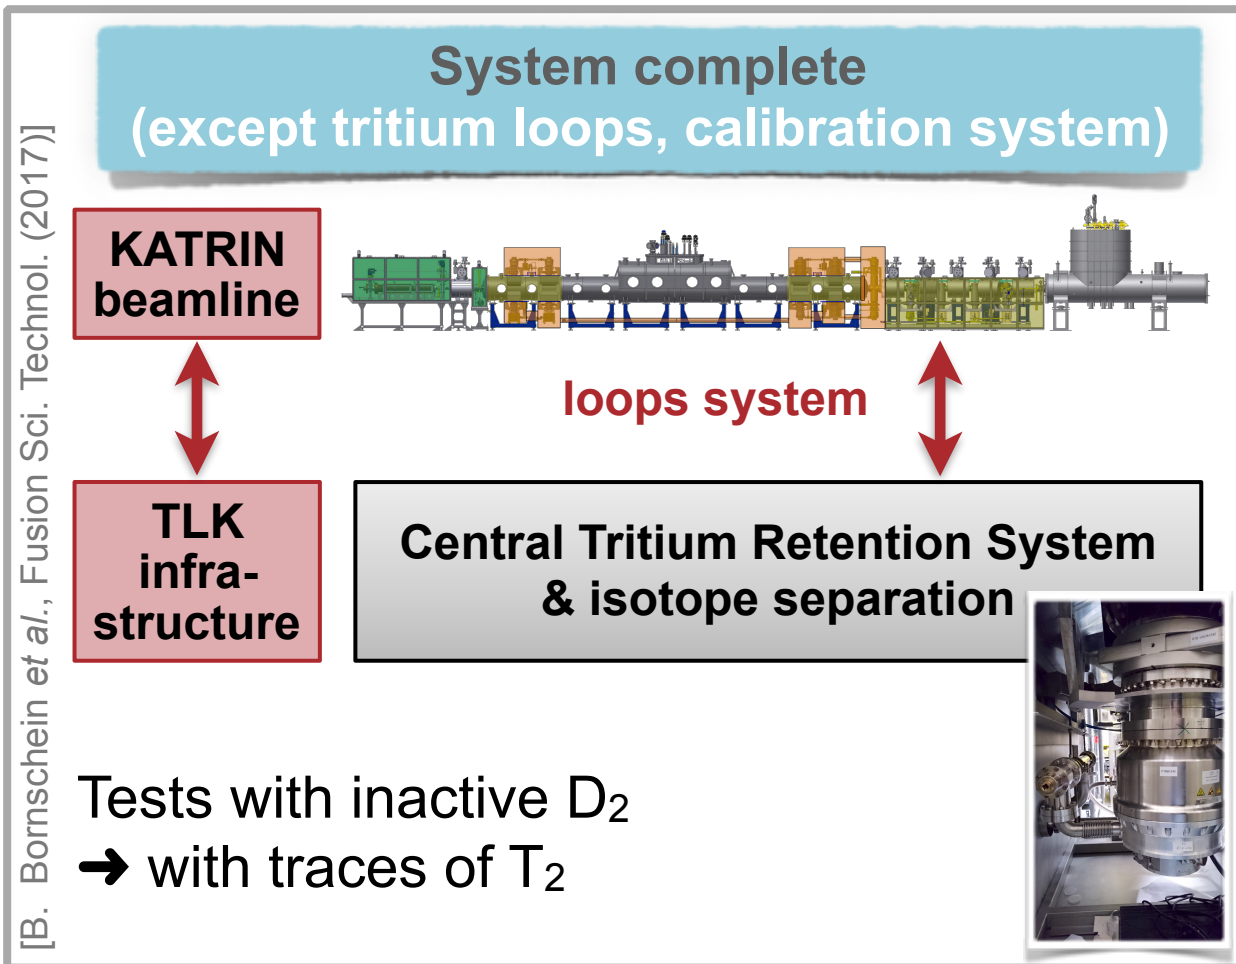 System complete
(except tritium loops, calibration system)
[B. Bornschein et al., Fusion Sci. Technol. (2017)]
KATRIN
beamline
loops system
TLK
infra-
structure
Central Tritium Retention System
& isotope separation
Tests with inactive D₂
➜ with traces of T₂